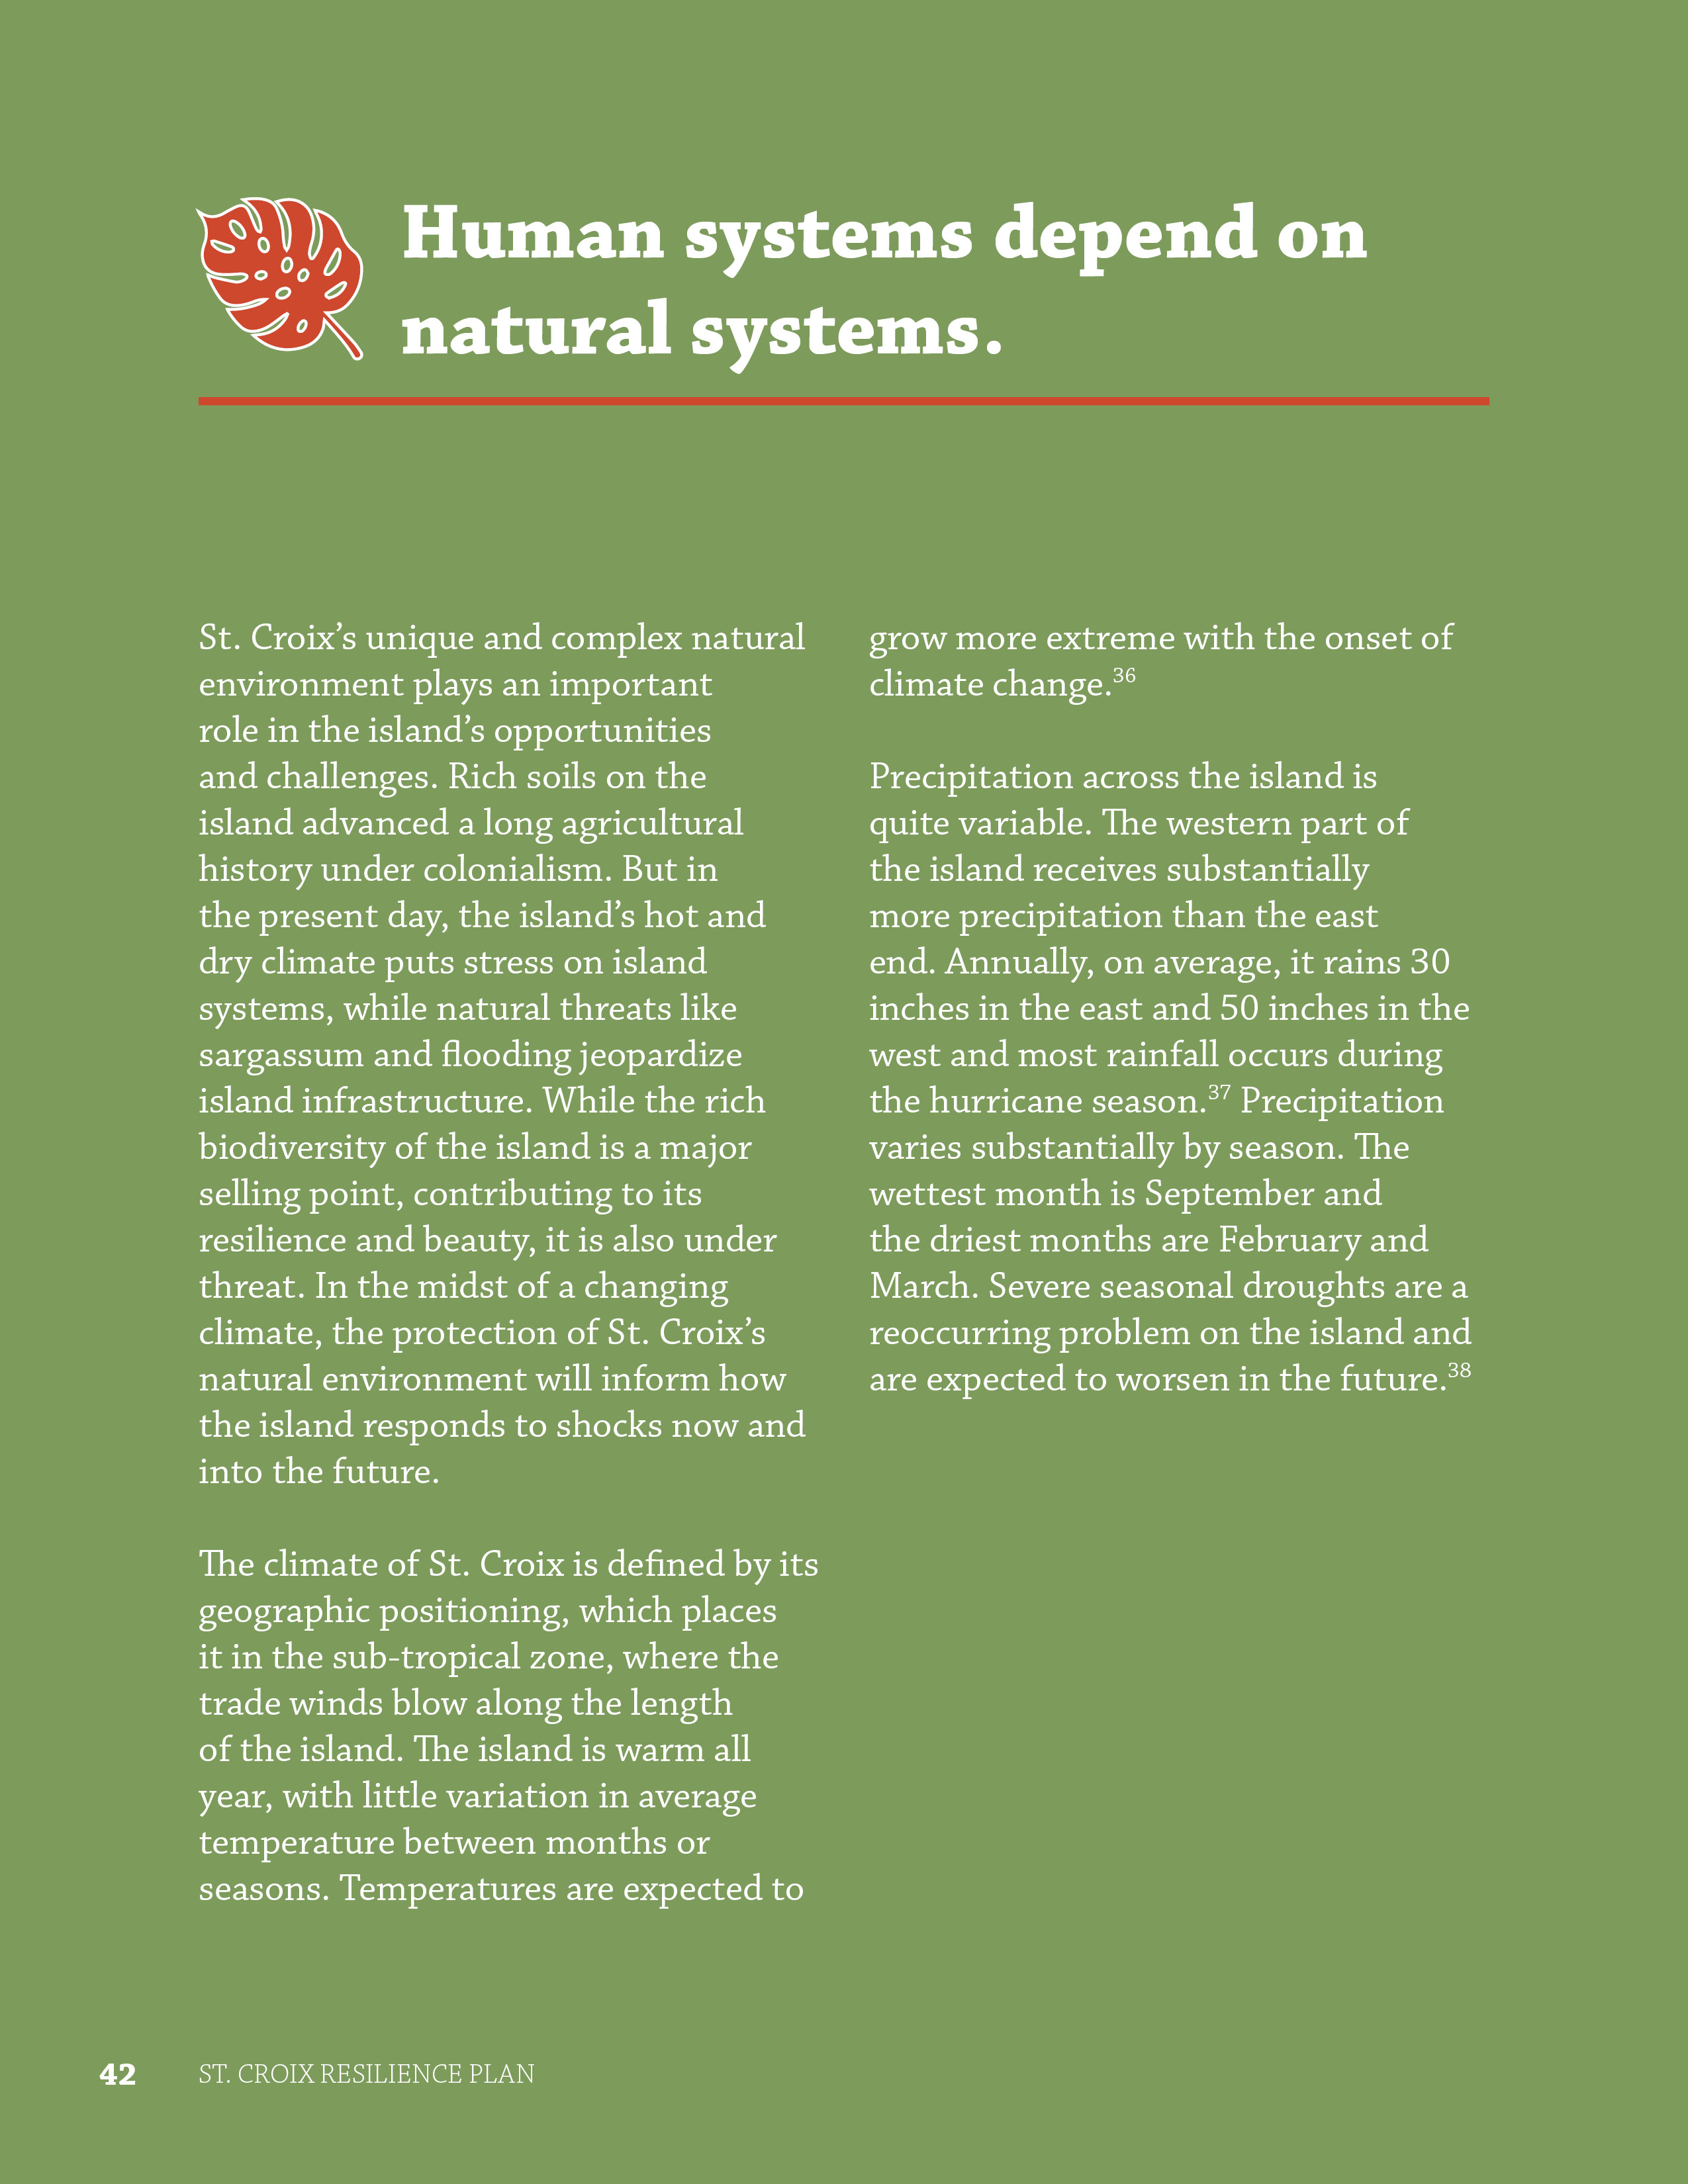 Human systems depend on
natural systems.
St. Croix’s unique and complex natural
environment plays an important
role in the island’s opportunities
and challenges. Rich soils on the
island advanced a long agricultural
history under colonialism. But in
the present day, the island’s hot and
dry climate puts stress on island
systems, while natural threats like
sargassum and flooding jeopardize
island infrastructure. While the rich
biodiversity of the island is a major
selling point, contributing to its
resilience and beauty, it is also under
threat. In the midst of a changing
climate, the protection of St. Croix’s
natural environment will inform how
the island responds to shocks now and
into the future.
The climate of St. Croix is defined by its
geographic positioning, which places
it in the sub-tropical zone, where the
trade winds blow along the length
of the island. The island is warm all
year, with little variation in average
temperature between months or
seasons. Temperatures are expected to
grow more extreme with the onset of
climate change.36
Precipitation across the island is
quite variable. The western part of
the island receives substantially
more precipitation than the east
end. Annually, on average, it rains 30
inches in the east and 50 inches in the
west and most rainfall occurs during
the hurricane season.37 Precipitation
varies substantially by season. The
wettest month is September and
the driest months are February and
March. Severe seasonal droughts are a
reoccurring problem on the island and
are expected to worsen in the future.38
42 ST. CROIX RESILIENCE PLAN